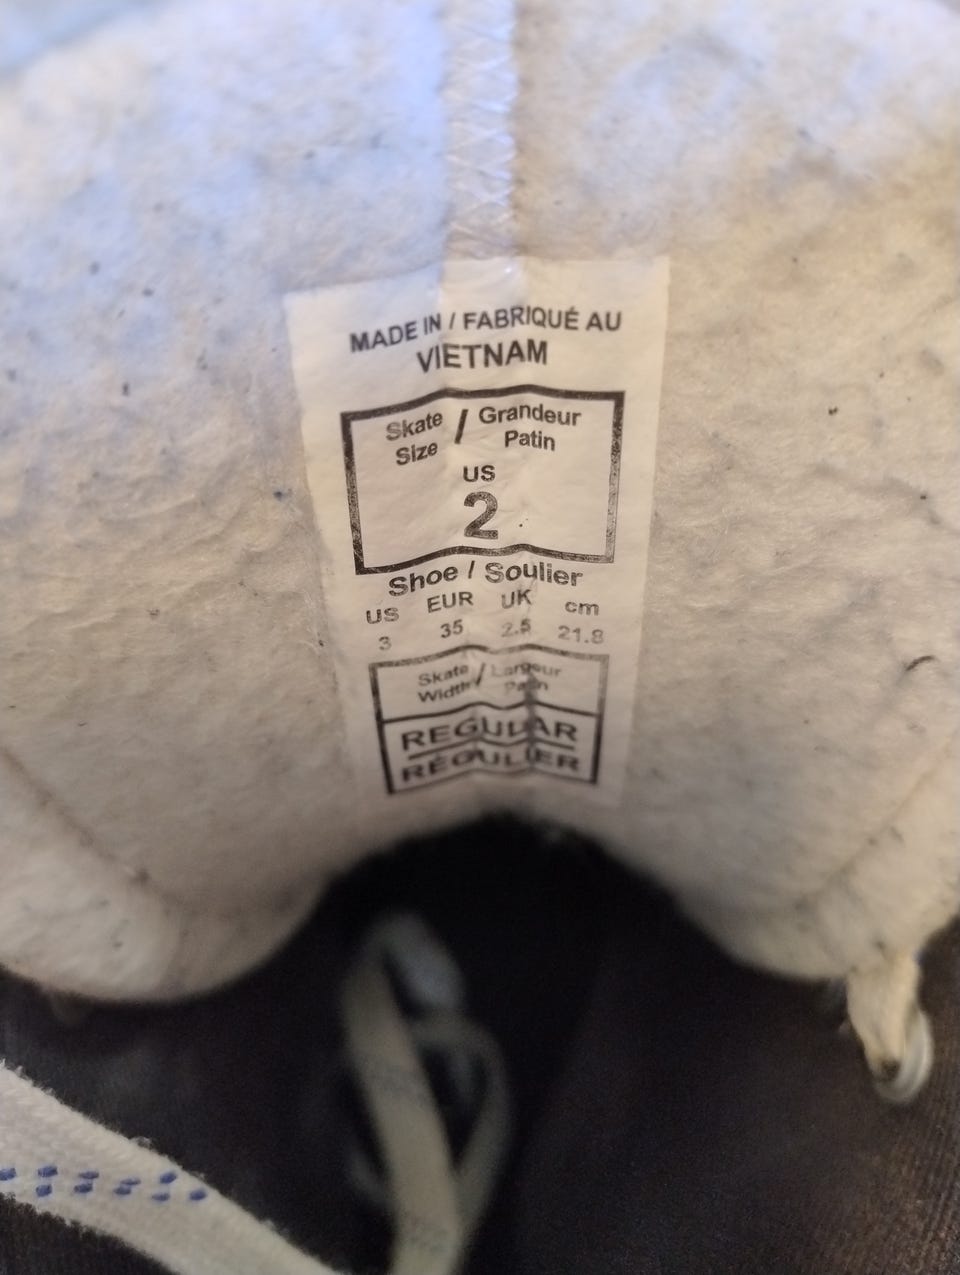 MADE IN / FABRIQUÉ AU
VIETNAM
Skate Size / Grandeur Patin
US
2
Shoe / Soulier
US EUR UK cm
3 35 2.5 21.8
Skate Width / Largeur Patin
REGULAR
RÉGULIER